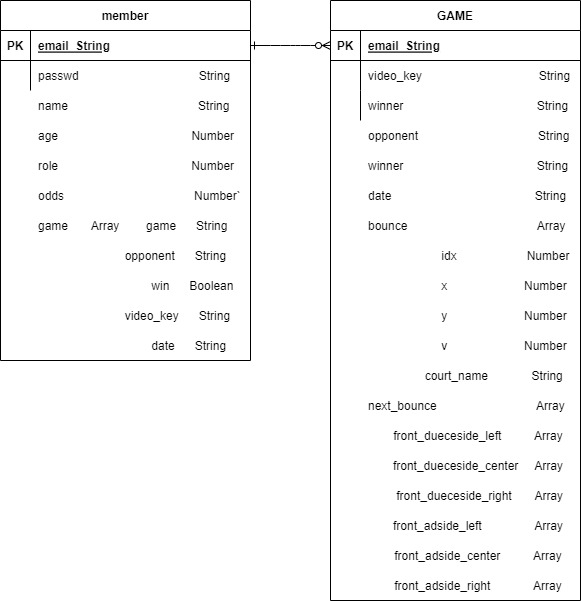 member
PK email_String
passwd String
name String
age Number
role Number
odds Number`
game Array game String
opponent String
win Boolean
video_key String
date String
GAME
PK email_String
video_key String
winner String
opponent String
winner String
date String
bounce Array
idx Number
x Number
y Number
v Number
court_name String
next_bounce Array
front_dueceside_left Array
front_dueceside_center Array
front_dueceside_right Array
front_adside_left Array
front_adside_center Array
front_adside_right Array